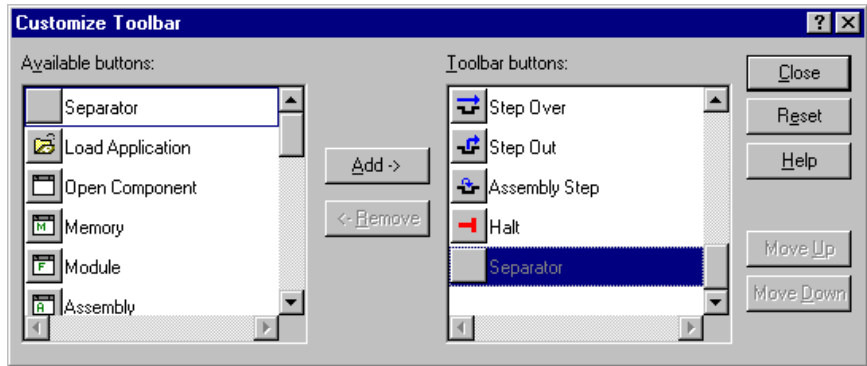 Customize Toolbar
? ×
Available buttons:
Separator
Load Application
Open Component
M Memory
F Module
A Assembly
Add ->
<- Remove
Toolbar buttons:
Step Over
Step Out
Assembly Step
Halt
Separator
Close
Reset
Help
Move Up
Move Down